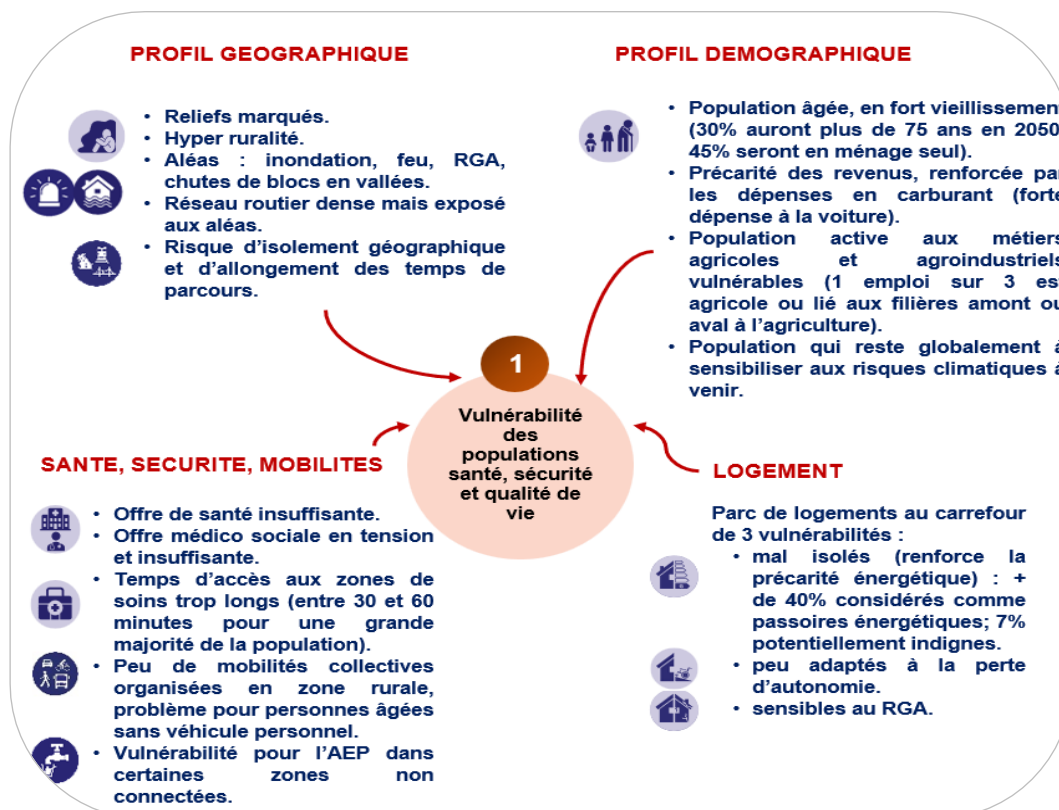 PROFIL GEOGRAPHIQUE
• Reliefs marqués.
• Hyper ruralité.
• Aléas : inondation, feu, RGA,
chutes de blocs en vallées.
• Réseau routier dense mais exposé
aux aléas.
• Risque d'isolement géographique
et d'allongement des temps de
parcours.
PROFIL DEMOGRAPHIQUE
• Population âgée, en fort vieillissement
(30% auront plus de 75 ans en 2050
45% seront en ménage seul).
• Précarité des revenus, renforcée par
les dépenses en carburant (forte
dépense à la voiture).
• Population active aux métiers
agricoles et agroindustriels
vulnérables (1 emploi sur 3 est
agricole ou lié aux filières amont ou
aval à l'agriculture).
• Population qui reste globalement à
sensibiliser aux risques climatiques à
venir.
1
Vulnérabilité
des
populations
santé, sécurité
et qualité de
vie
SANTE, SECURITE, MOBILITES
• Offre de santé insuffisante.
• Offre médico sociale en tension
et insuffisante.
• Temps d'accès aux zones de
soins trop longs (entre 30 et 60
minutes pour une grande
majorité de la population).
• Peu de mobilités collectives
organisées en zone rurale,
problème pour personnes âgées
sans véhicule personnel.
• Vulnérabilité pour l'AEP dans
certaines zones non
connectées.
LOGEMENT
Parc de logements au carrefour
de 3 vulnérabilités :
• mal isolés (renforce la
précarité énergétique) : +
de 40% considérés comme
passoires énergétiques; 7%
potentiellement indignes.
• peu adaptés à la perte
d'autonomie.
• sensibles au RGA.